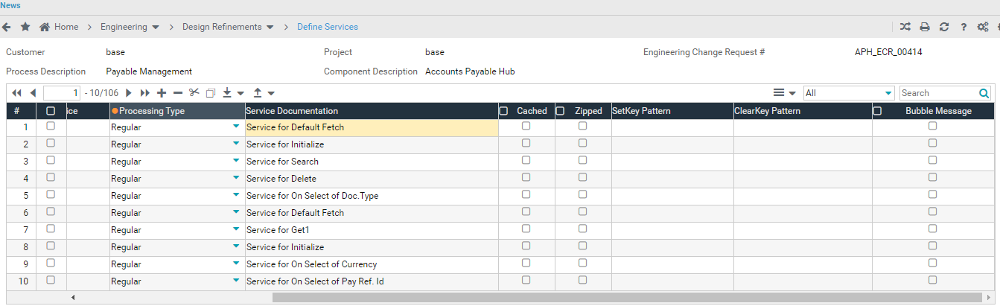 News
Home > Engineering > Design Refinements > Define Services ?
Customer base Project base Engineering Change Request # APH_ECR_00414
Process Description Payable Management Component Description Accounts Payable Hub
1 - 10/106 All Search
# ice Processing Type Service Documentation Cached Zipped SetKey Pattern ClearKey Pattern Bubble Message
1 Regular Service for Default Fetch
2 Regular Service for Initialize
3 Regular Service for Search
4 Regular Service for Delete
5 Regular Service for On Select of Doc.Type
6 Regular Service for Default Fetch
7 Regular Service for Get1
8 Regular Service for Initialize
9 Regular Service for On Select of Currency
10 Regular Service for On Select of Pay Ref. Id